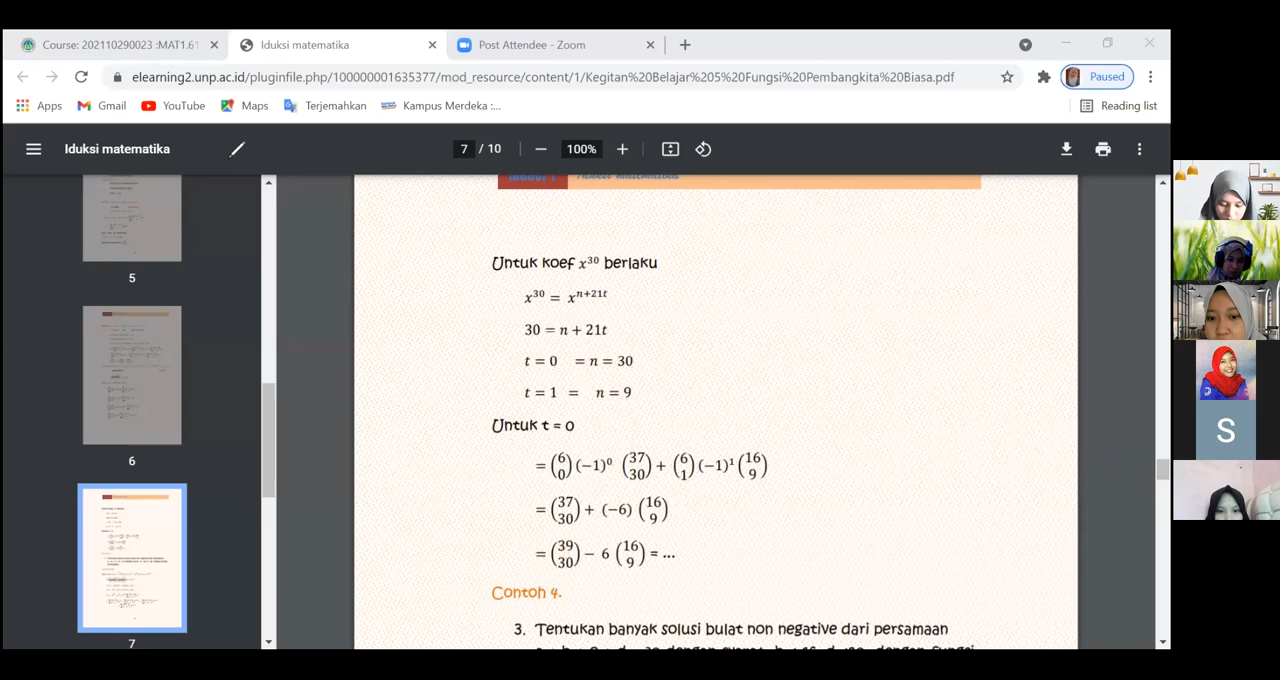 Course: 202110290023 :MAT1.61
Iduksi matematika
Post Attendee - Zoom
elearning2.unp.ac.id/pluginfile.php/100000001635377/mod_resource/content/1/Kegitan%20Belajar%205%20Fungsi%20Pembangkita%20Biasa.pdf
Paused
Apps
Gmail
YouTube
Maps
Terjemahkan
Kampus Merdeka :...
Reading list
Iduksi matematika
7 / 10
100%
5
6
7
Untuk koef x³⁰ berlaku
x³⁰ = xⁿ⁺²¹ᵗ
30 = n + 21t
t = 0 = n = 30
t = 1 = n = 9
Untuk t = 0
= (6 0)(−1)⁰ (37 30) + (6 1)(−1)¹(16 9)
= (37 30) + (−6) (16 9)
= (39 30) − 6 (16 9) = ...
Contoh 4.
3. Tentukan banyak solusi bulat non negative dari persamaan
S